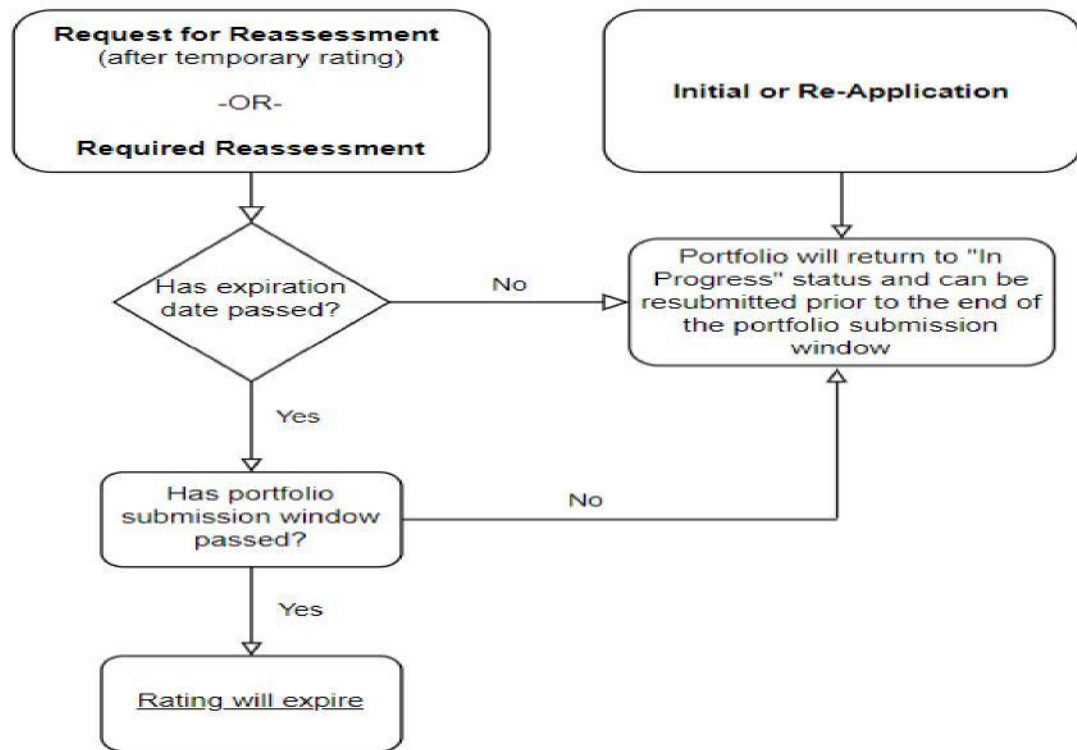 Request for Reassessment
(after temporary rating)
-OR-
Required Reassessment
Initial or Re-Application
Has expiration
date passed?
No
Portfolio will return to "In
Progress" status and can be
resubmitted prior to the end of
the portfolio submission
window
Yes
Has portfolio
submission window
passed?
No
Yes
Rating will expire